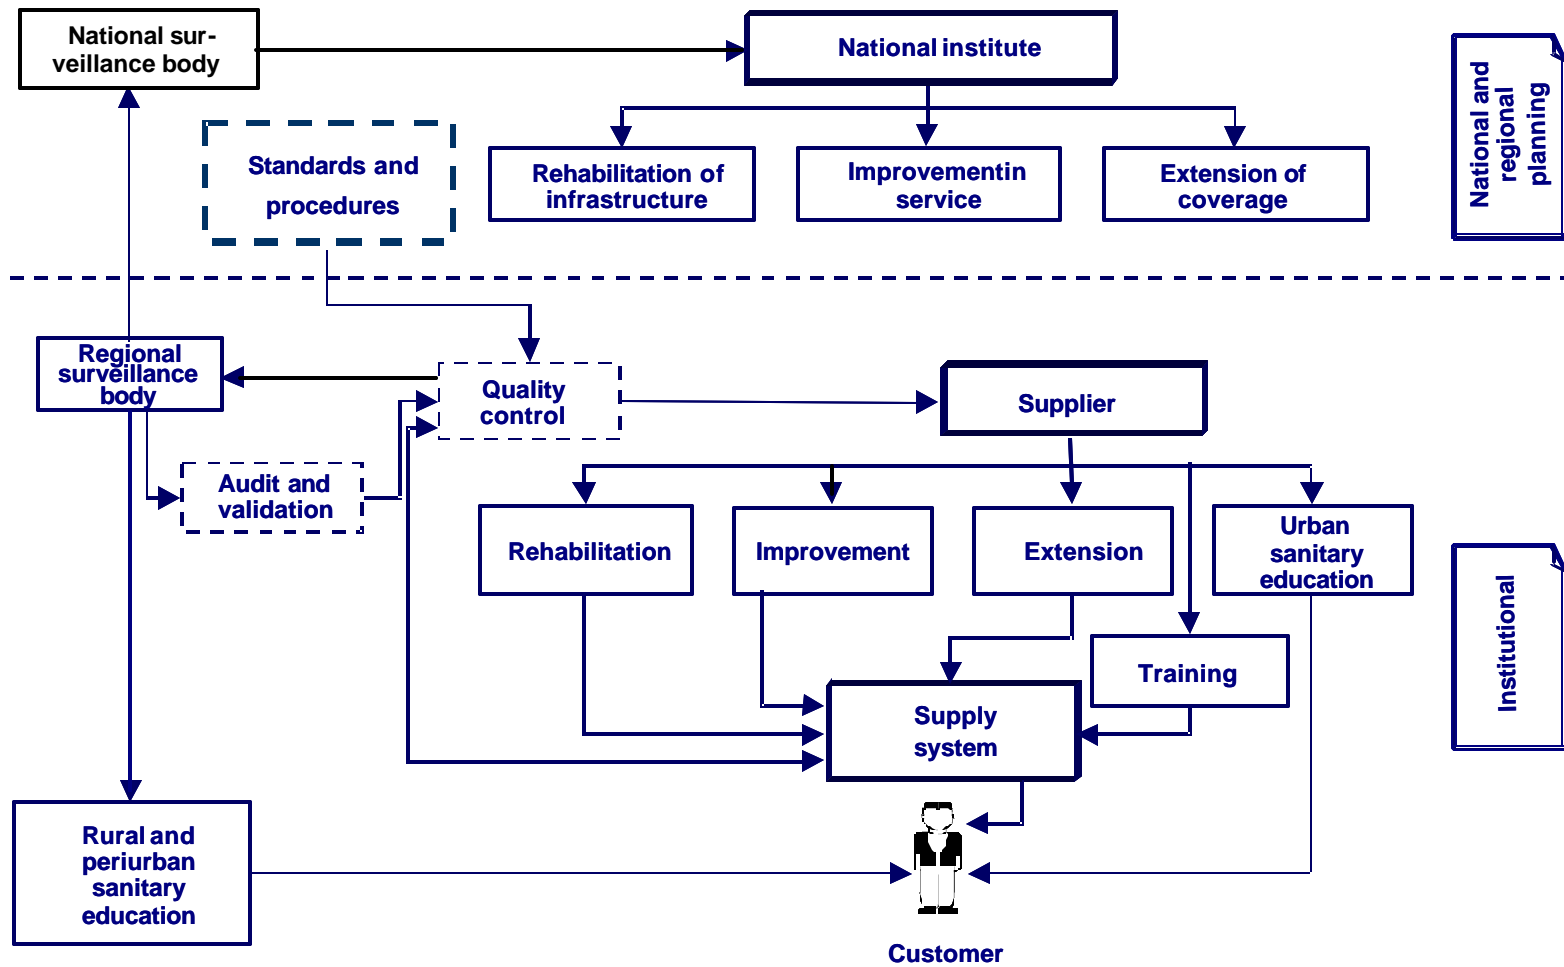 National sur-
veillance body
National institute
National and
regional
planning
Standards and
procedures
Rehabilitation of
infrastructure
Improvementin
service
Extension of
coverage
Regional
surveillance
body
Quality
control
Supplier
Audit and
validation
Rehabilitation
Improvement
Extension
Urban
sanitary
education
Institutional
Training
Supply
system
Rural and
periurban
sanitary
education
Customer